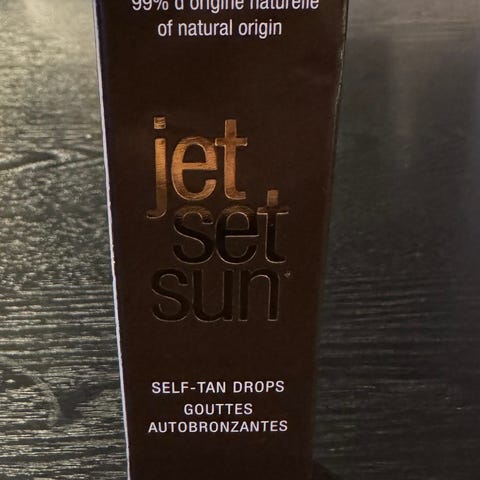 99% d'origine naturelle
of natural origin
jet
set
sun
SELF-TAN DROPS
GOUTTES
AUTOBRONZANTES